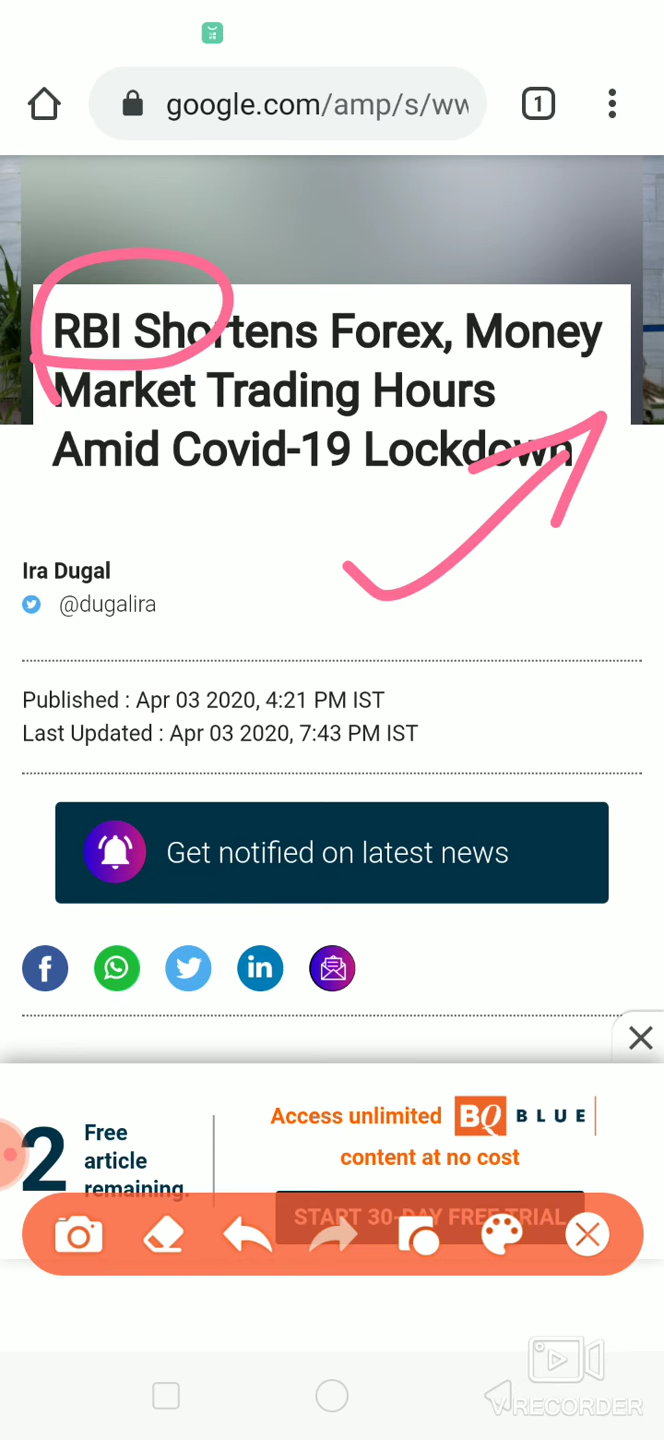 google.com/amp/s/ww
1
RBI Shortens Forex, Money
Market Trading Hours
Amid Covid-19 Lockdown
Ira Dugal
@dugalira
Published : Apr 03 2020, 4:21 PM IST
Last Updated : Apr 03 2020, 7:43 PM IST
Get notified on latest news
2 Free
article
remaining.
Access unlimited BQ BLUE
content at no cost
START 30-DAY FREE TRIAL
VRECORDER